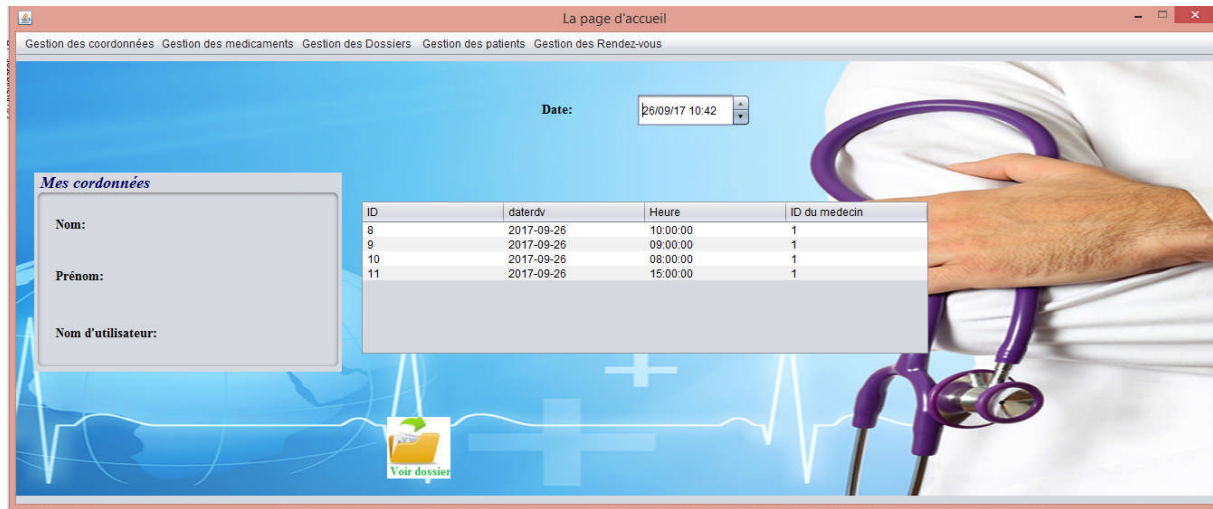 La page d'accueil
Gestion des coordonnées Gestion des medicaments Gestion des Dossiers Gestion des patients Gestion des Rendez-vous
Date: 26/09/17 10:42
Mes cordonnées
Nom:
Prénom:
Nom d'utilisateur:
ID daterdv Heure ID du medecin
8 2017-09-26 10:00:00 1
9 2017-09-26 09:00:00 1
10 2017-09-26 08:00:00 1
11 2017-09-26 15:00:00 1
Voir dossier